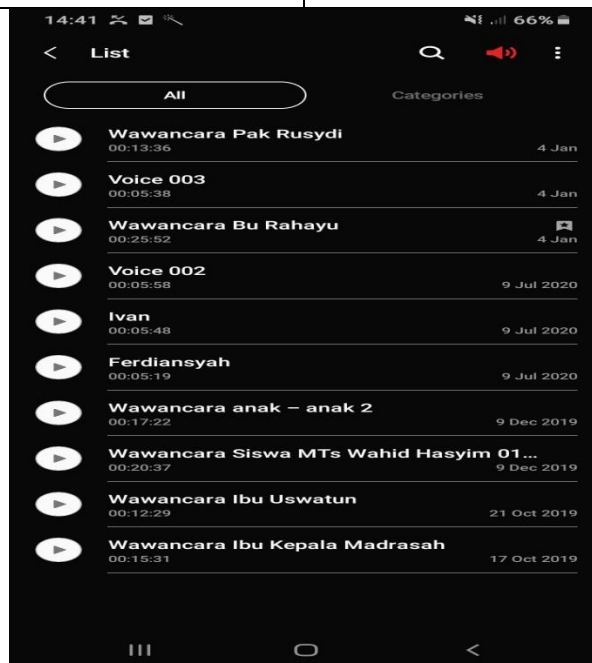 14:41 66%
List
All Categories
Wawancara Pak Rusydi
00:13:36 4 Jan
Voice 003
00:05:38 4 Jan
Wawancara Bu Rahayu
00:25:52 4 Jan
Voice 002
00:05:58 9 Jul 2020
Ivan
00:05:48 9 Jul 2020
Ferdiansyah
00:05:19 9 Jul 2020
Wawancara anak – anak 2
00:17:22 9 Dec 2019
Wawancara Siswa MTs Wahid Hasyim 01...
00:20:37 9 Dec 2019
Wawancara Ibu Uswatun
00:12:29 21 Oct 2019
Wawancara Ibu Kepala Madrasah
00:15:31 17 Oct 2019